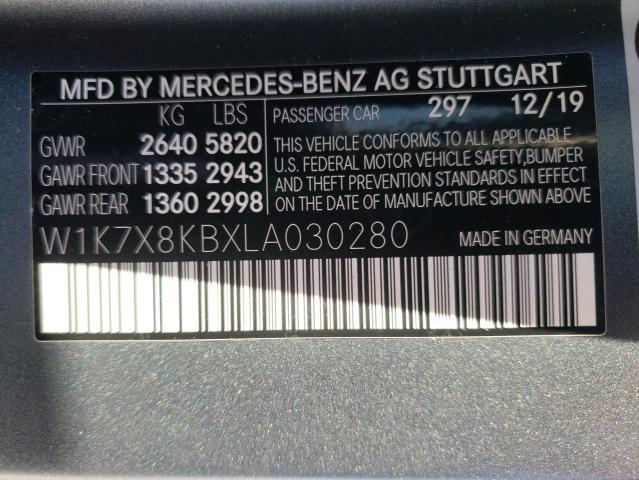 MFD BY MERCEDES-BENZ AG STUTTGART
KG LBS
GVWR 2640 5820
GAWR FRONT 1335 2943
GAWR REAR 1360 2998
PASSENGER CAR 297 12/19
THIS VEHICLE CONFORMS TO ALL APPLICABLE
U.S. FEDERAL MOTOR VEHICLE SAFETY,BUMPER
AND THEFT PREVENTION STANDARDS IN EFFECT
ON THE DATE OF MANUFACTURE SHOWN ABOVE
W1K7X8KBXLA030280
MADE IN GERMANY